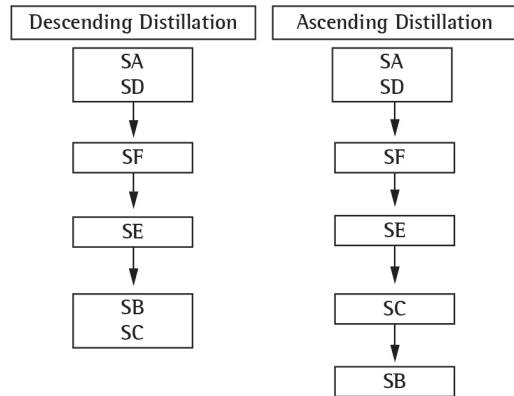 Descending Distillation
SA
SD
SF
SE
SB
SC
Ascending Distillation
SA
SD
SF
SE
SC
SB